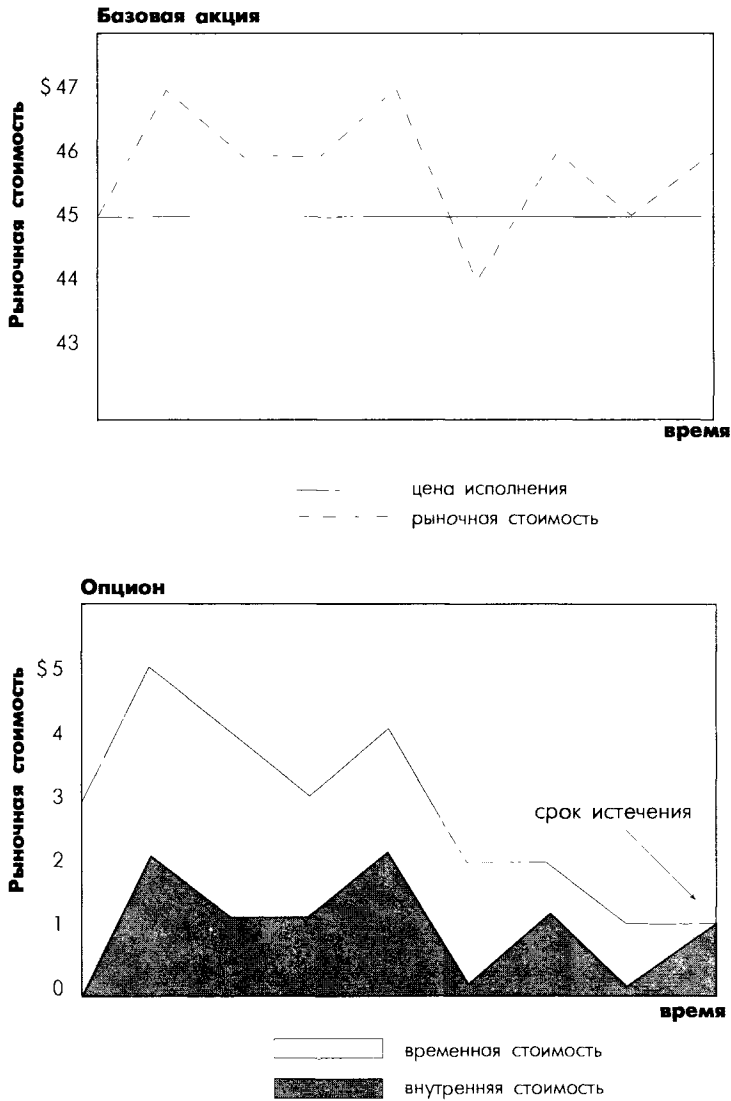 Базовая акция
Рыночная стоимость
$ 47
46
45
44
43
время
цена исполнения
рыночная стоимость
Опцион
Рыночная стоимость
$ 5
4
3
2
1
0
срок истечения
время
временная стоимость
внутренняя стоимость